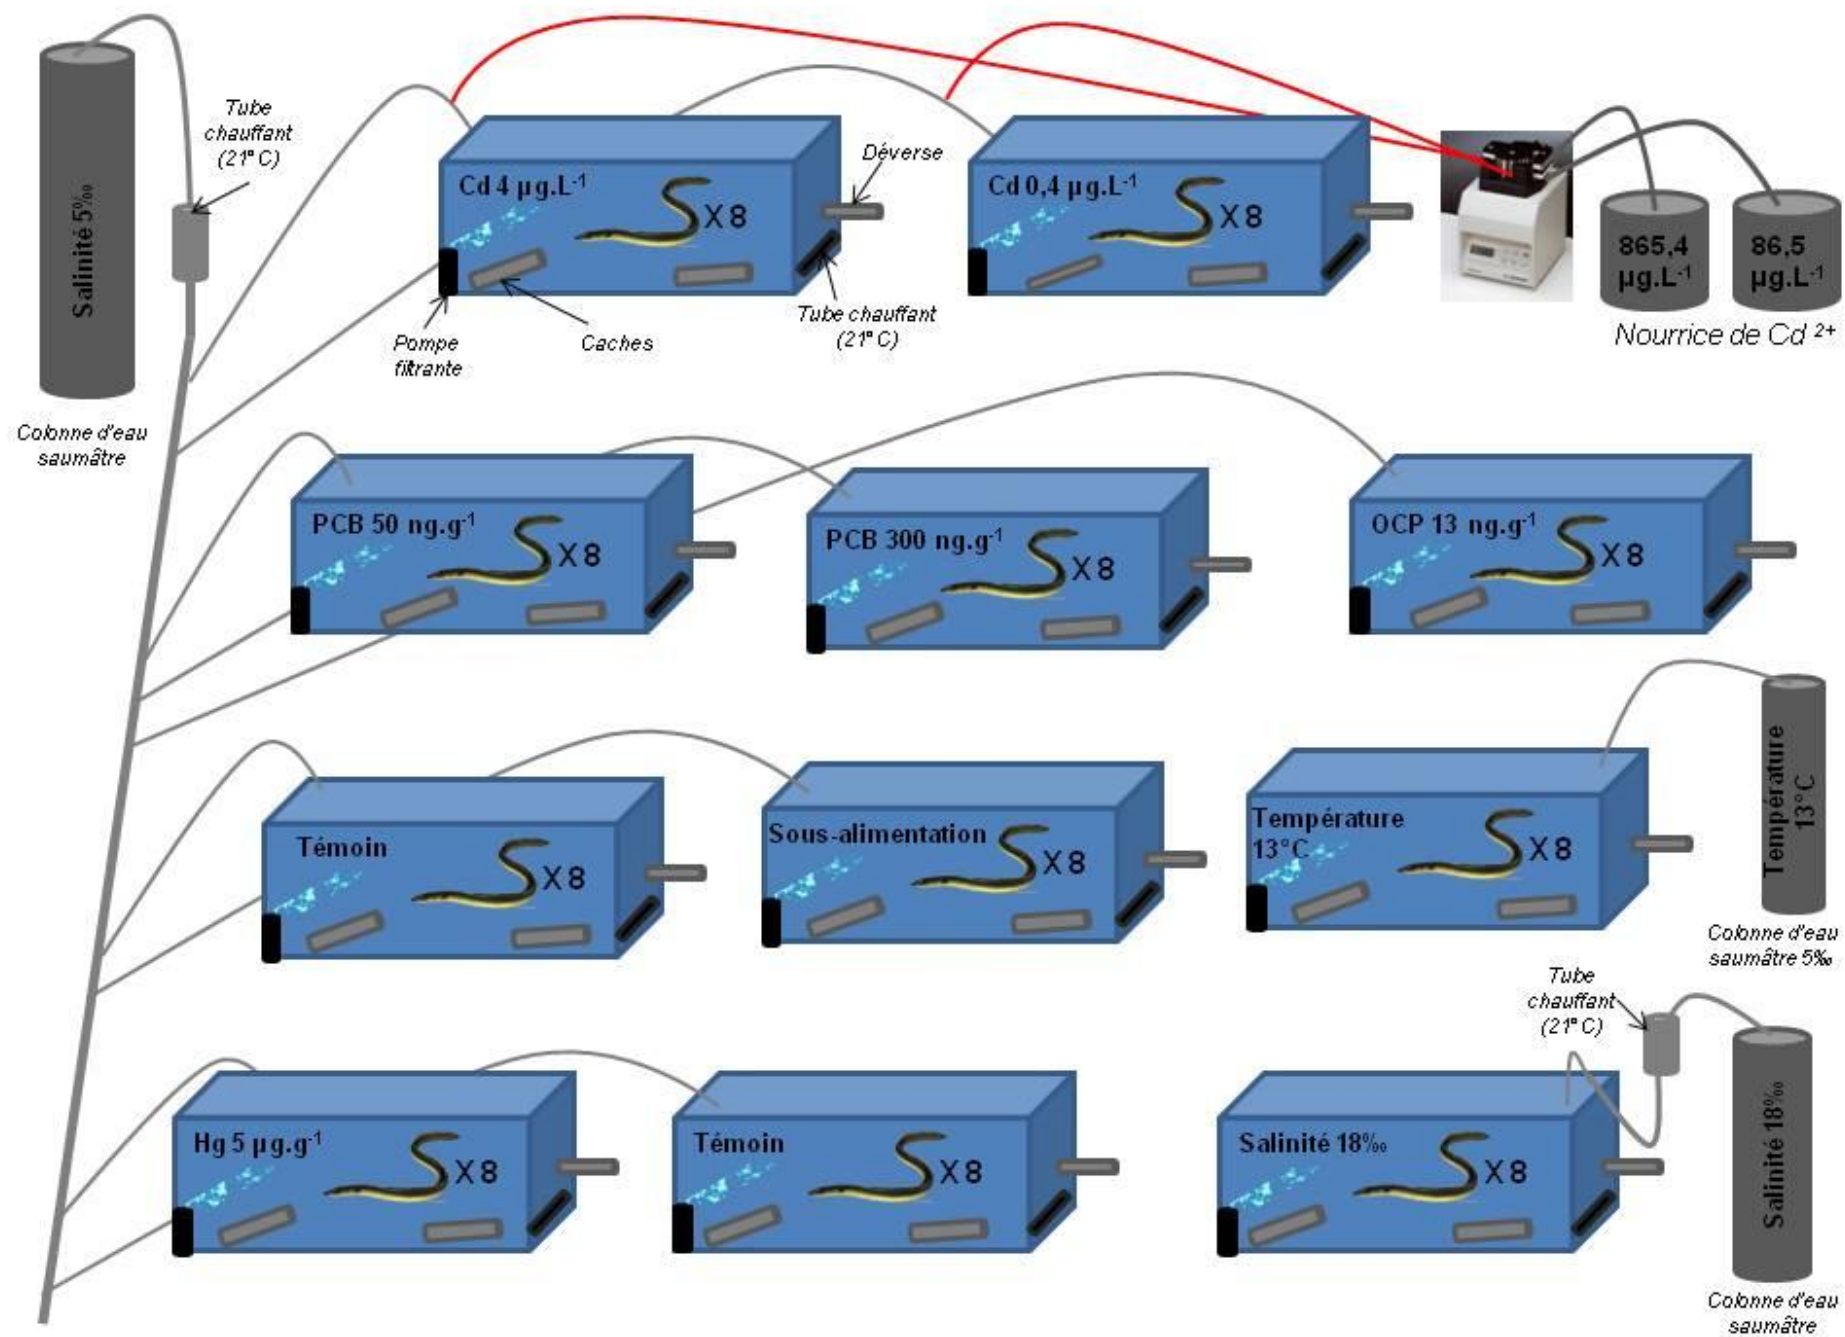 Salinité 5‰
Colonne d'eau
saumâtre
Tube
chauffant
(21°C)
Cd 4 µg.L-1
X 8
Déverse
Pompe
filtrante
Caches
Tube chauffant
(21°C)
Cd 0,4 µg.L-1
X 8
865,4
µg.L-1
86,5
µg.L-1
Nourrice de Cd 2+
PCB 50 ng.g-1
X 8
PCB 300 ng.g-1
X 8
OCP 13 ng.g-1
X 8
Témoin
X 8
Sous-alimentation
X 8
Température
13°C
X 8
Température
13°C
Colonne d'eau
saumâtre 5‰
Hg 5 µg.g-1
X 8
Témoin
X 8
Salinité 18‰
X 8
Tube
chauffant
(21°C)
Salinité 18‰
Colonne d'eau
saumâtre